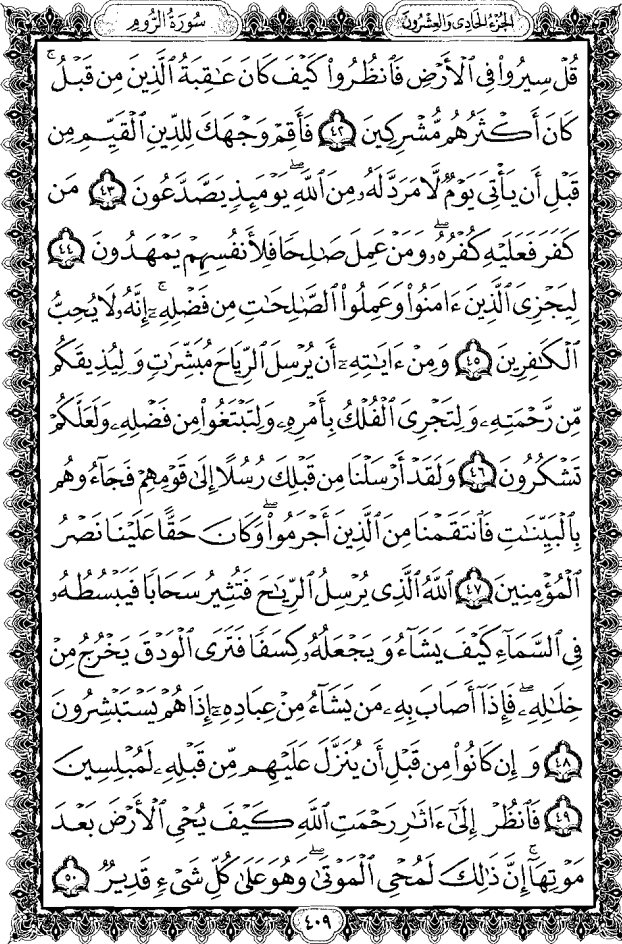 الجزء الحادي والعشرون
سورة الروم
قُلْ سِيرُوا۟ فِى ٱلْأَرْضِ فَٱنظُرُوا۟ كَيْفَ كَانَ عَٰقِبَةُ ٱلَّذِينَ مِن قَبْلُ ۚ
كَانَ أَكْثَرُهُم مُّشْرِكِينَ ٤٢ فَأَقِمْ وَجْهَكَ لِلدِّينِ ٱلْقَيِّمِ مِن
قَبْلِ أَن يَأْتِىَ يَوْمٌ لَّا مَرَدَّ لَهُۥ مِنَ ٱللَّهِ ۖ يَوْمَئِذٍ يَصَّدَّعُونَ ٤٣ مَن
كَفَرَ فَعَلَيْهِ كُفْرُهُۥ ۖ وَمَنْ عَمِلَ صَٰلِحًا فَلِأَنفُسِهِمْ يَمْهَدُونَ ٤٤
لِيَجْزِىَ ٱلَّذِينَ ءَامَنُوا۟ وَعَمِلُوا۟ ٱلصَّٰلِحَٰتِ مِن فَضْلِهِۦٓ ۚ إِنَّهُۥ لَا يُحِبُّ
ٱلْكَٰفِرِينَ ٤٥ وَمِنْ ءَايَٰتِهِۦٓ أَن يُرْسِلَ ٱلرِّيَاحَ مُبَشِّرَٰتٍ وَلِيُذِيقَكُم
مِّن رَّحْمَتِهِۦ وَلِتَجْرِىَ ٱلْفُلْكُ بِأَمْرِهِۦ وَلِتَبْتَغُوا۟ مِن فَضْلِهِۦ وَلَعَلَّكُمْ
تَشْكُرُونَ ٤٦ وَلَقَدْ أَرْسَلْنَا مِن قَبْلِكَ رُسُلًا إِلَىٰ قَوْمِهِمْ فَجَآءُوهُم
بِٱلْبَيِّنَٰتِ فَٱنتَقَمْنَا مِنَ ٱلَّذِينَ أَجْرَمُوا۟ ۖ وَكَانَ حَقًّا عَلَيْنَا نَصْرُ
ٱلْمُؤْمِنِينَ ٤٧ ٱللَّهُ ٱلَّذِى يُرْسِلُ ٱلرِّيَٰحَ فَتُثِيرُ سَحَابًا فَيَبْسُطُهُۥ
فِى ٱلسَّمَآءِ كَيْفَ يَشَآءُ وَيَجْعَلُهُۥ كِسَفًا فَتَرَى ٱلْوَدْقَ يَخْرُجُ مِنْ
خِلَٰلِهِۦ ۖ فَإِذَآ أَصَابَ بِهِۦ مَن يَشَآءُ مِنْ عِبَادِهِۦٓ إِذَا هُمْ يَسْتَبْشِرُونَ
٤٨ وَإِن كَانُوا۟ مِن قَبْلِ أَن يُنَزَّلَ عَلَيْهِم مِّن قَبْلِهِۦ لَمُبْلِسِينَ
٤٩ فَٱنظُرْ إِلَىٰٓ ءَاثَٰرِ رَحْمَتِ ٱللَّهِ كَيْفَ يُحْىِ ٱلْأَرْضَ بَعْدَ
مَوْتِهَآ ۚ إِنَّ ذَٰلِكَ لَمُحْىِ ٱلْمَوْتَىٰ ۖ وَهُوَ عَلَىٰ كُلِّ شَىْءٍ قَدِيرٌ ٥٠
٤٠٩